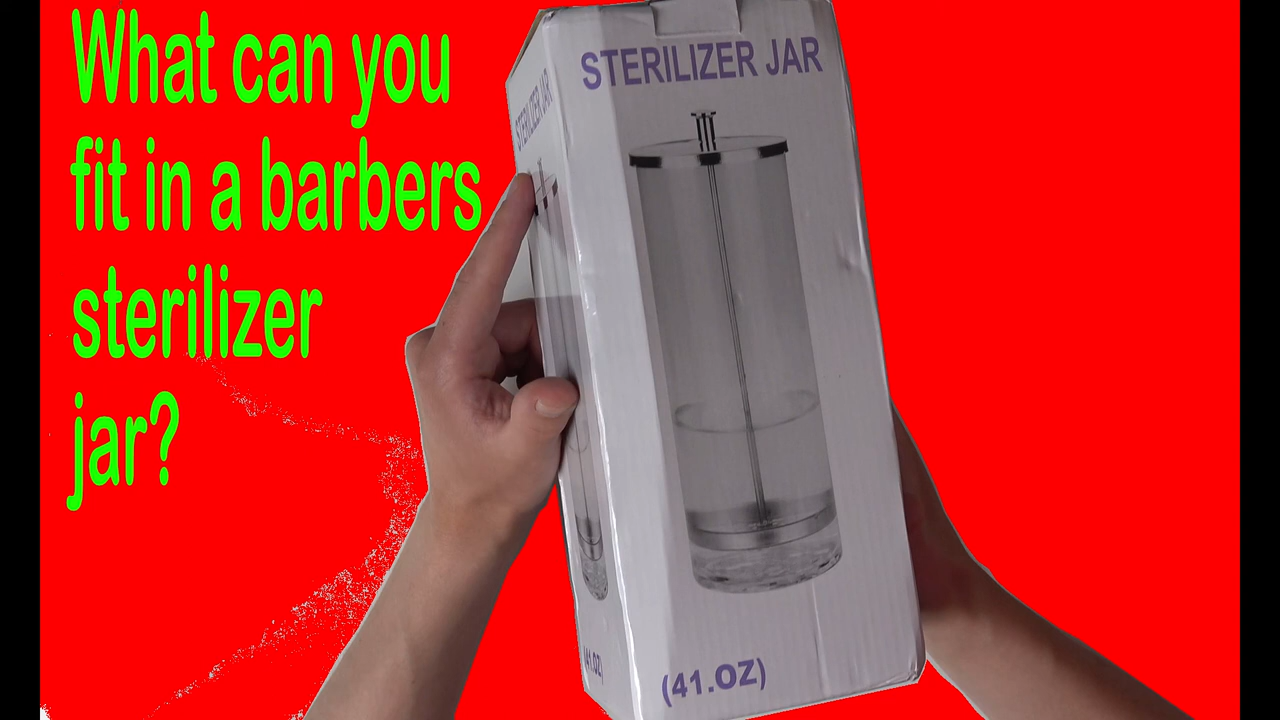 What can you
fit in a barbers
sterilizer
jar?
STERILIZER JAR
STERILIZER JAR
(41.OZ)
(41.OZ)